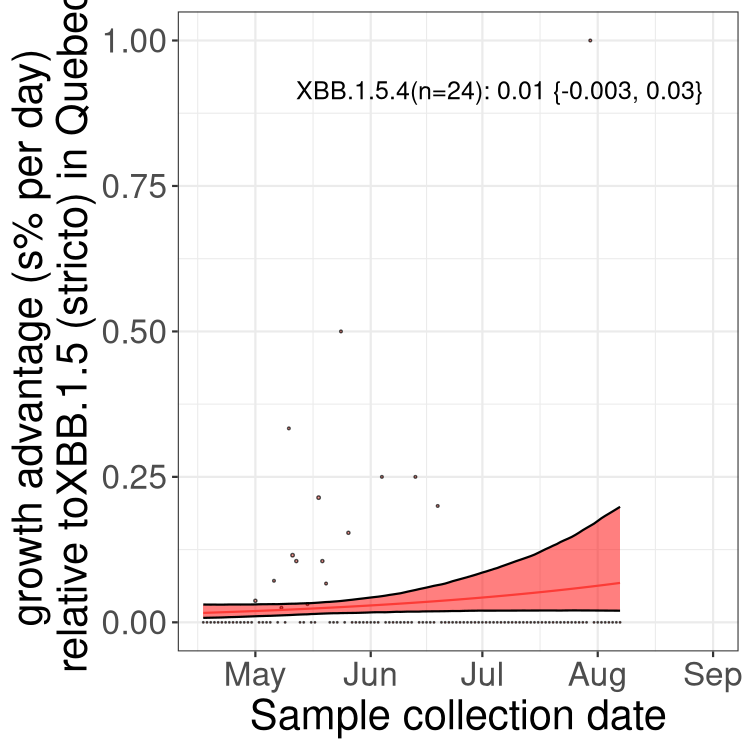 growth advantage (s% per day)
relative toXBB.1.5 (stricto) in Quebec
1.00
0.75
0.50
0.25
0.00
XBB.1.5.4(n=24): 0.01 {-0.003, 0.03}
May Jun Jul Aug Sep
Sample collection date